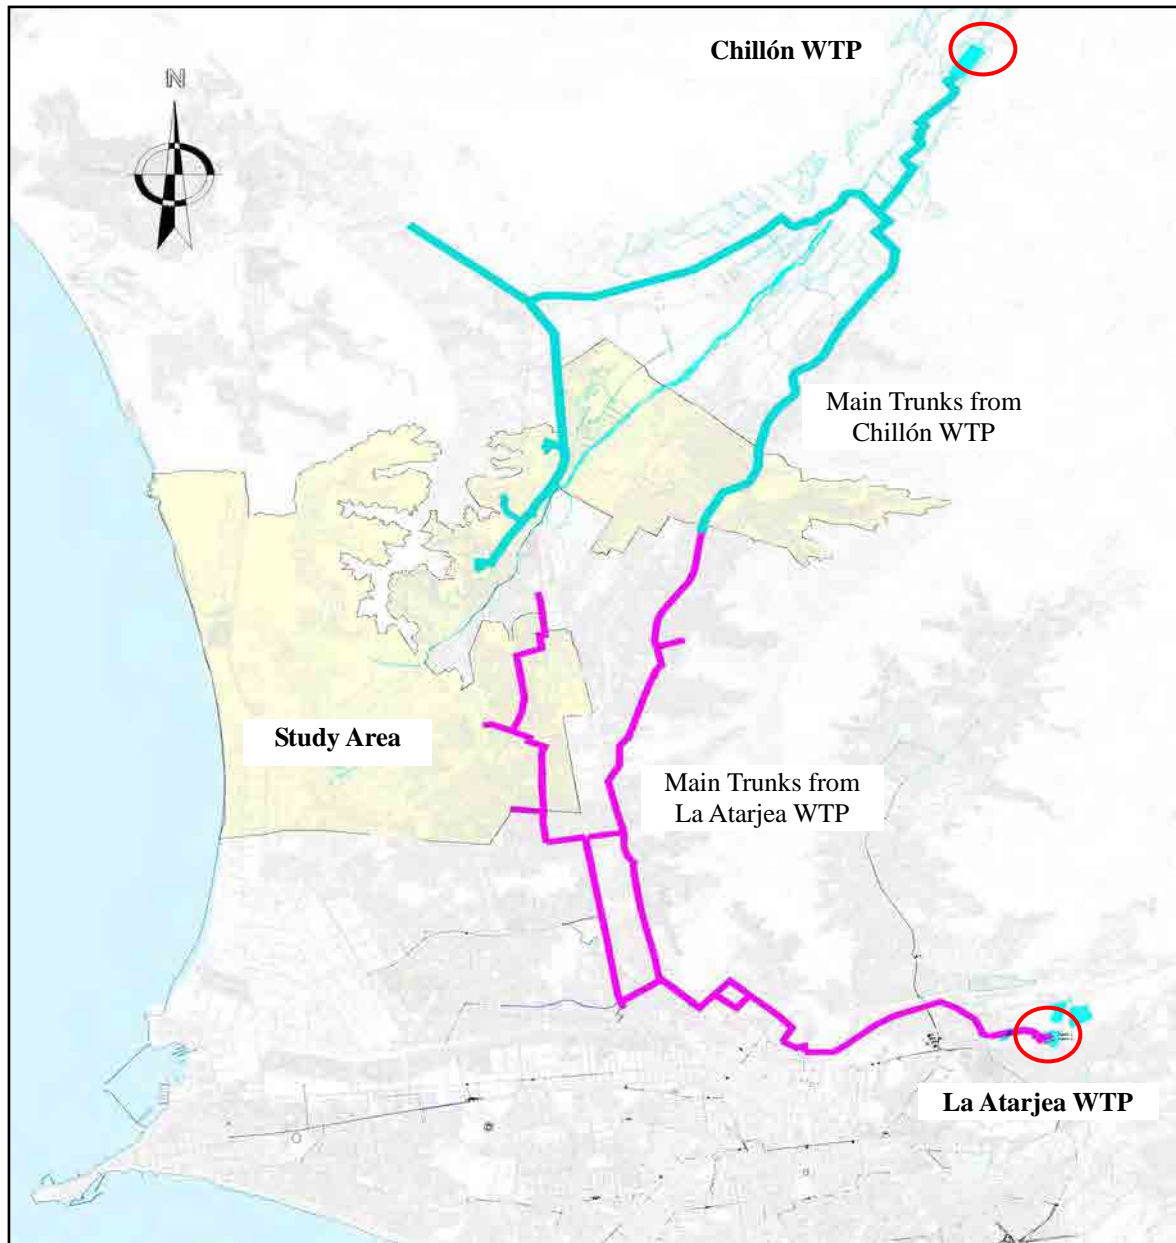 Chillón WTP
N
Main Trunks from
Chillón WTP
Study Area
Main Trunks from
La Atarjea WTP
La Atarjea WTP